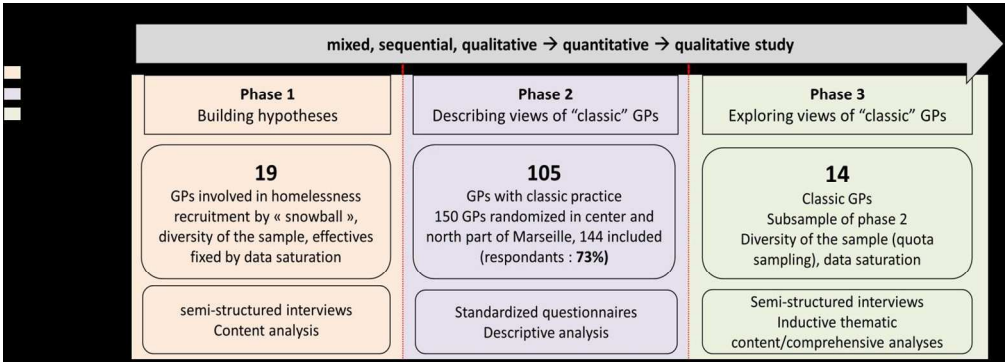 mixed, sequential, qualitative → quantitative → qualitative study
Phase 1
Building hypotheses
19
GPs involved in homelessness
recruitment by « snowball »,
diversity of the sample, effectives
fixed by data saturation
semi-structured interviews
Content analysis
Phase 2
Describing views of “classic” GPs
105
GPs with classic practice
150 GPs randomized in center and
north part of Marseille, 144 included
(respondants : 73%)
Standardized questionnaires
Descriptive analysis
Phase 3
Exploring views of “classic” GPs
14
Classic GPs
Subsample of phase 2
Diversity of the sample (quota
sampling), data saturation
Semi-structured interviews
Inductive thematic
content/comprehensive analyses